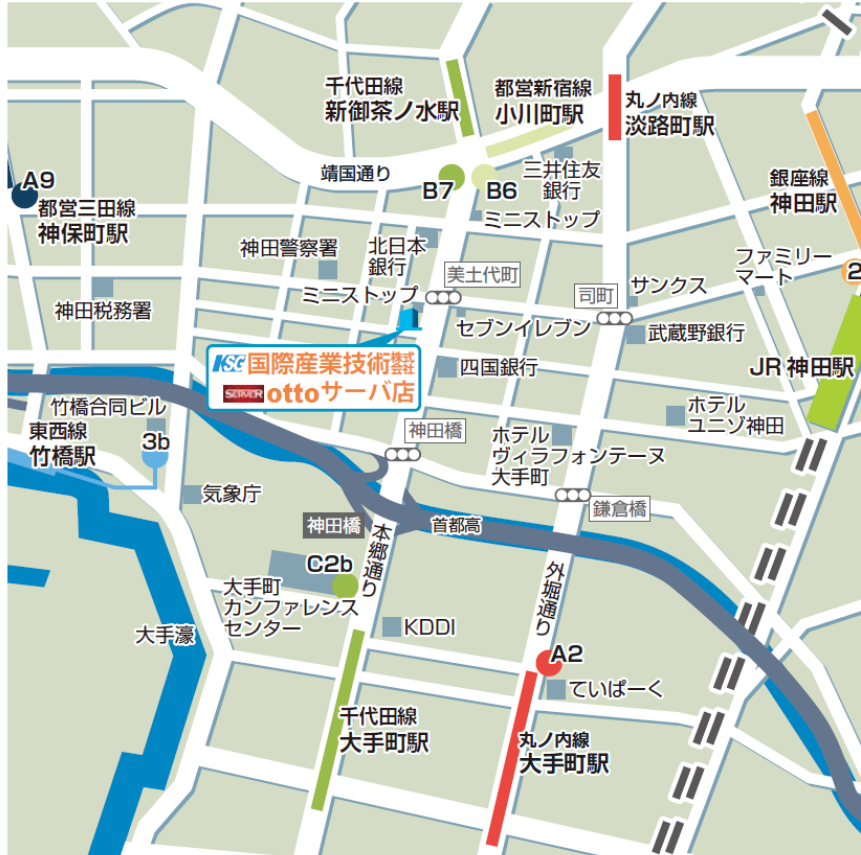 千代田線
新御茶ノ水駅
都営新宿線
小川町駅
丸ノ内線
淡路町駅
靖国通り
B7
B6
三井住友
銀行
銀座線
神田駅
A9
都営三田線
神保町駅
ミニストップ
神田警察署
北日本
銀行
美土代町
ファミリー
マート
2
神田税務署
ミニストップ
司町
サンクス
セブンイレブン
武蔵野銀行
KSG 国際産業技術株式会社
SERVER ottoサーバ店
四国銀行
JR 神田駅
竹橋合同ビル
東西線
竹橋駅
3b
神田橋
ホテル
ヴィラフォンテーヌ
大手町
ホテル
ユニゾ神田
気象庁
神田橋
本郷通り
首都高
鎌倉橋
C2b
大手町
カンファレンス
センター
外堀通り
大手濠
KDDI
A2
ていぱーく
千代田線
大手町駅
丸ノ内線
大手町駅